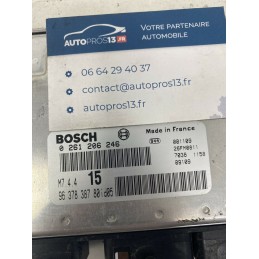 AUTOPROS13.FR
VOTRE PARTENAIRE
AUTOMOBILE
06 64 29 40 37
contact@autopros13.fr
autopros13.fr
BOSCH
Made in France
0 261 206 246
M7 4 4
15
96 378 387 80